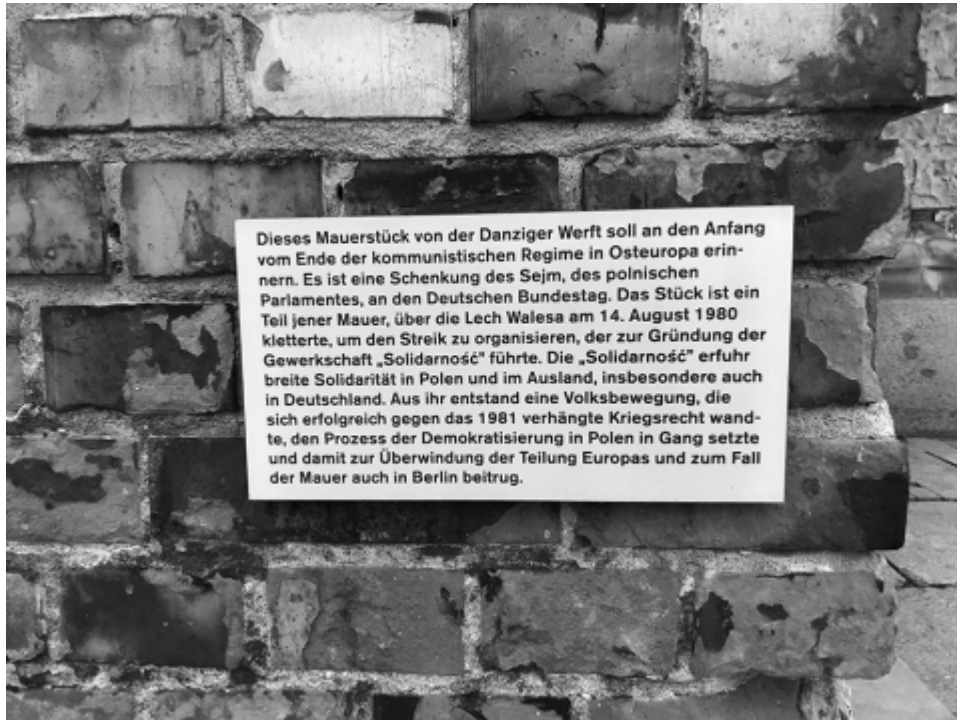 Dieses Mauerstück von der Danziger Werft soll an den Anfang
vom Ende der kommunistischen Regime in Osteuropa erin-
nern. Es ist eine Schenkung des Sejm, des polnischen
Parlamentes, an den Deutschen Bundestag. Das Stück ist ein
Teil jener Mauer, über die Lech Walesa am 14. August 1980
kletterte, um den Streik zu organisieren, der zur Gründung der
Gewerkschaft „Solidarność" führte. Die „Solidarność" erfuhr
breite Solidarität in Polen und im Ausland, insbesondere auch
in Deutschland. Aus ihr entstand eine Volksbewegung, die
sich erfolgreich gegen das 1981 verhängte Kriegsrecht wand-
te, den Prozess der Demokratisierung in Polen in Gang setzte
und damit zur Überwindung der Teilung Europas und zum Fall
der Mauer auch in Berlin beitrug.